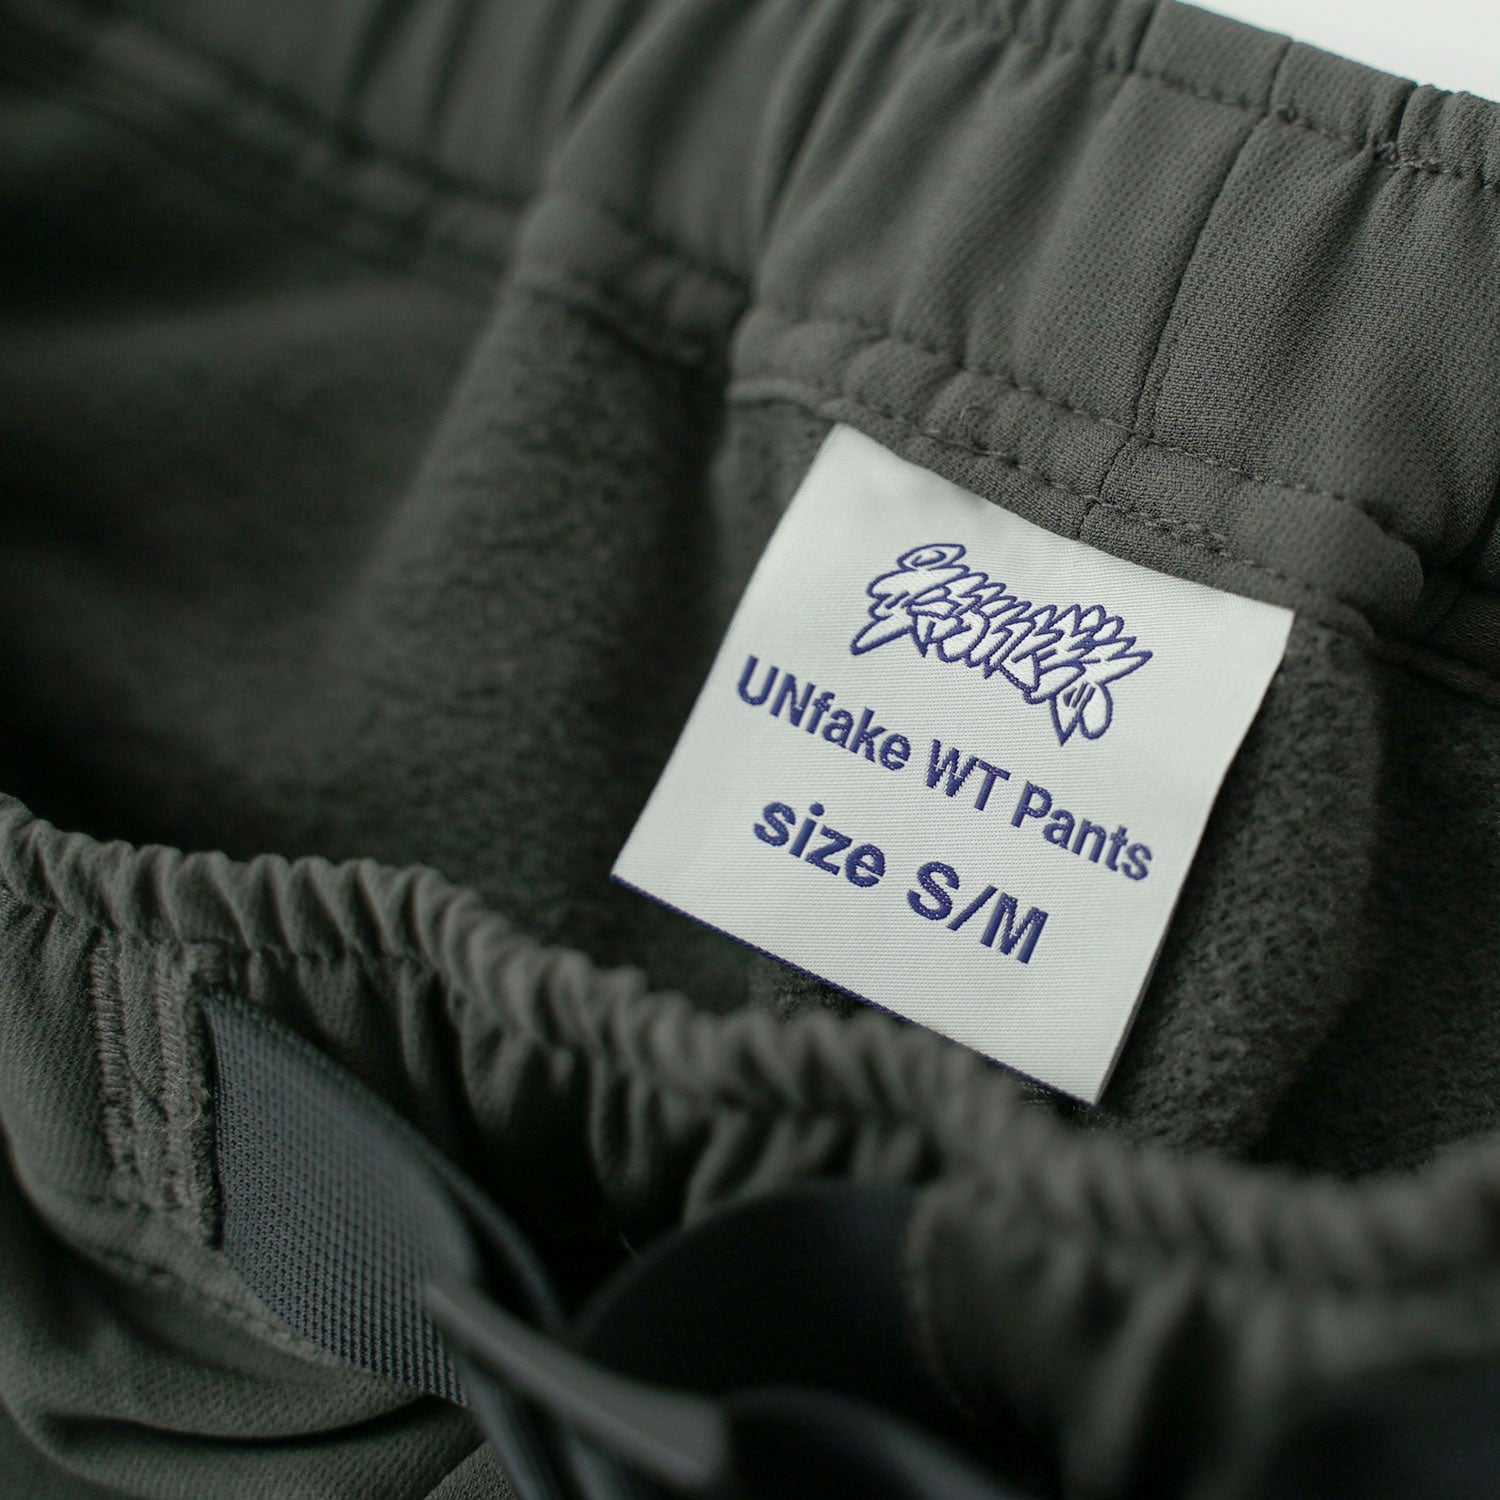 UNfake WT Pants
size S/M